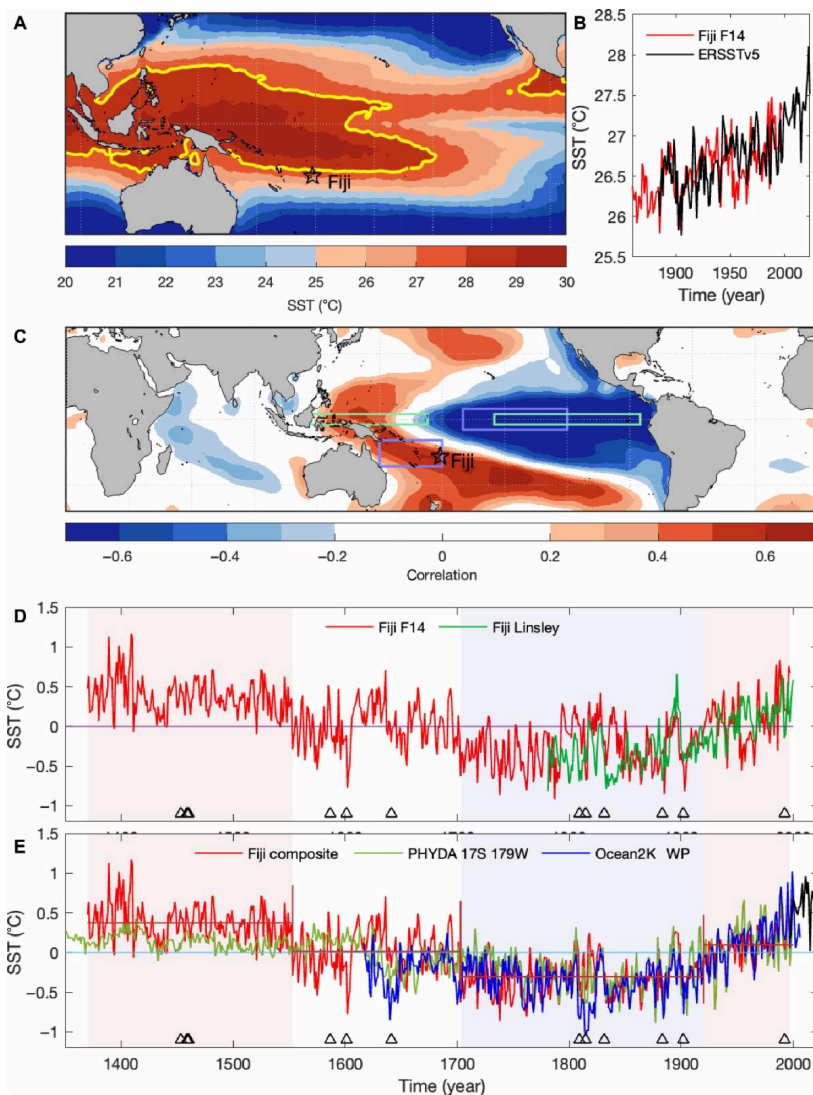 A
Fiji
20 21 22 23 24 25 26 27 28 29 30
SST (°C)
B
Fiji F14
ERSSTv5
28.5
28
27.5
27
26.5
26
25.5
SST (°C)
1900 1950 2000
Time (year)
C
Fiji
−0.6 −0.4 −0.2 0 0.2 0.4 0.6
Correlation
D
Fiji F14 Fiji Linsley
1.5
1
0.5
0
−0.5
−1
SST (°C)
E
Fiji composite PHYDA 17S 179W Ocean2K WP
1.5
1
0.5
0
−0.5
−1
SST (°C)
1400 1500 1600 1700 1800 1900 2000
Time (year)